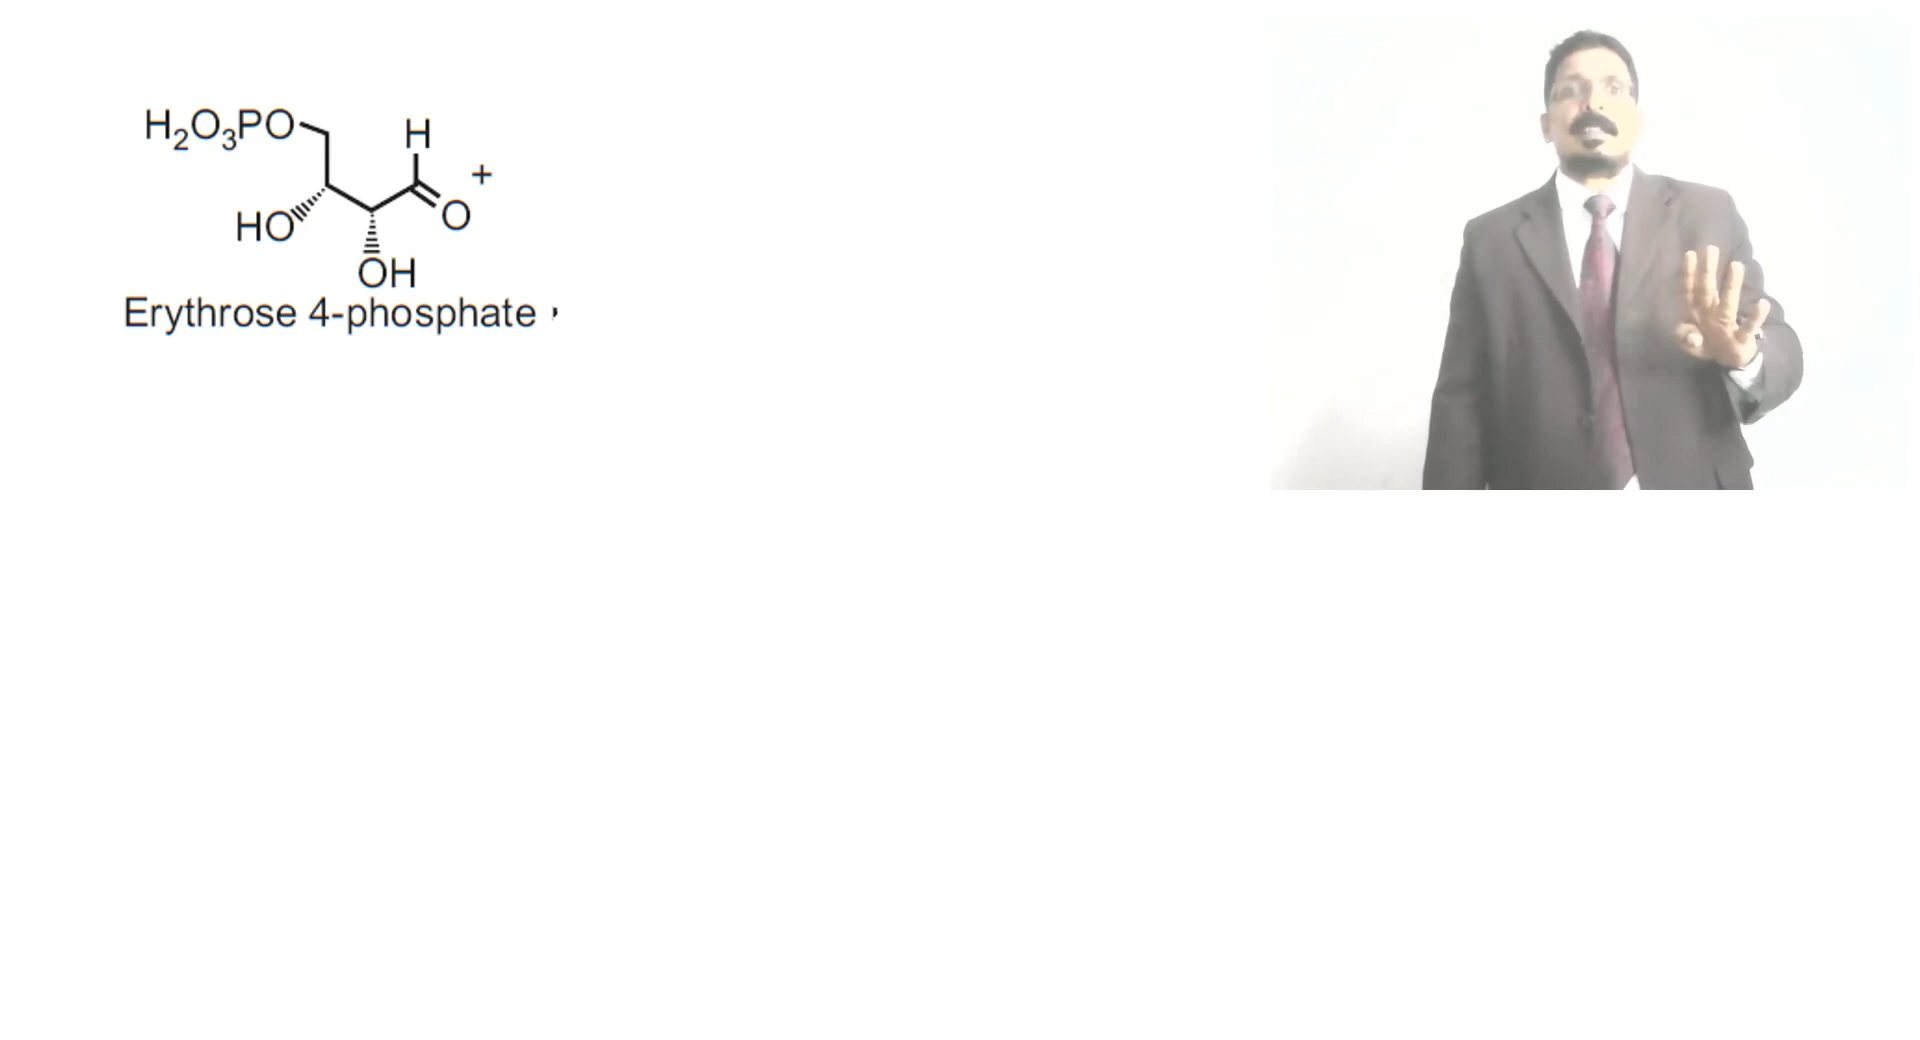 H₂O₃PO
H
+
HO
O
OH
Erythrose 4-phosphate